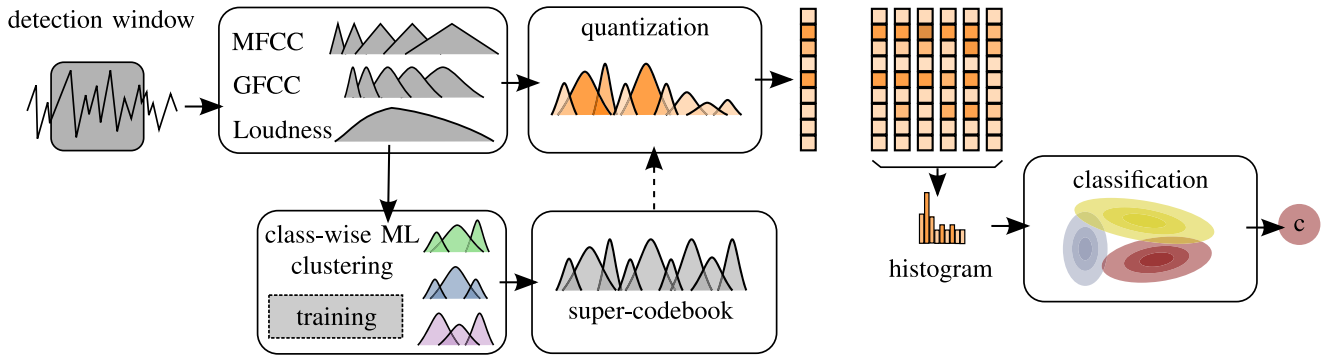 detection window
MFCC
GFCC
Loudness
quantization
class-wise ML
clustering
training
super-codebook
histogram
classification
c